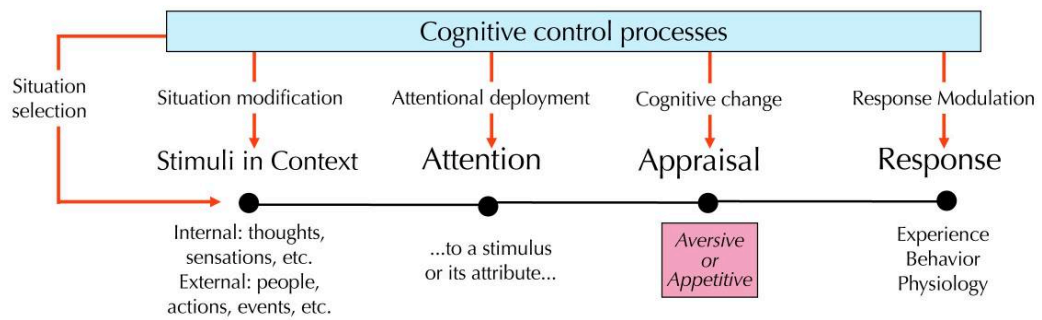 Cognitive control processes
Situation
selection
Situation modification
Attentional deployment
Cognitive change
Response Modulation
Stimuli in Context
Attention
Appraisal
Response
Internal: thoughts,
sensations, etc.
External: people,
actions, events, etc.
...to a stimulus
or its attribute...
Aversive
or
Appetitive
Experience
Behavior
Physiology